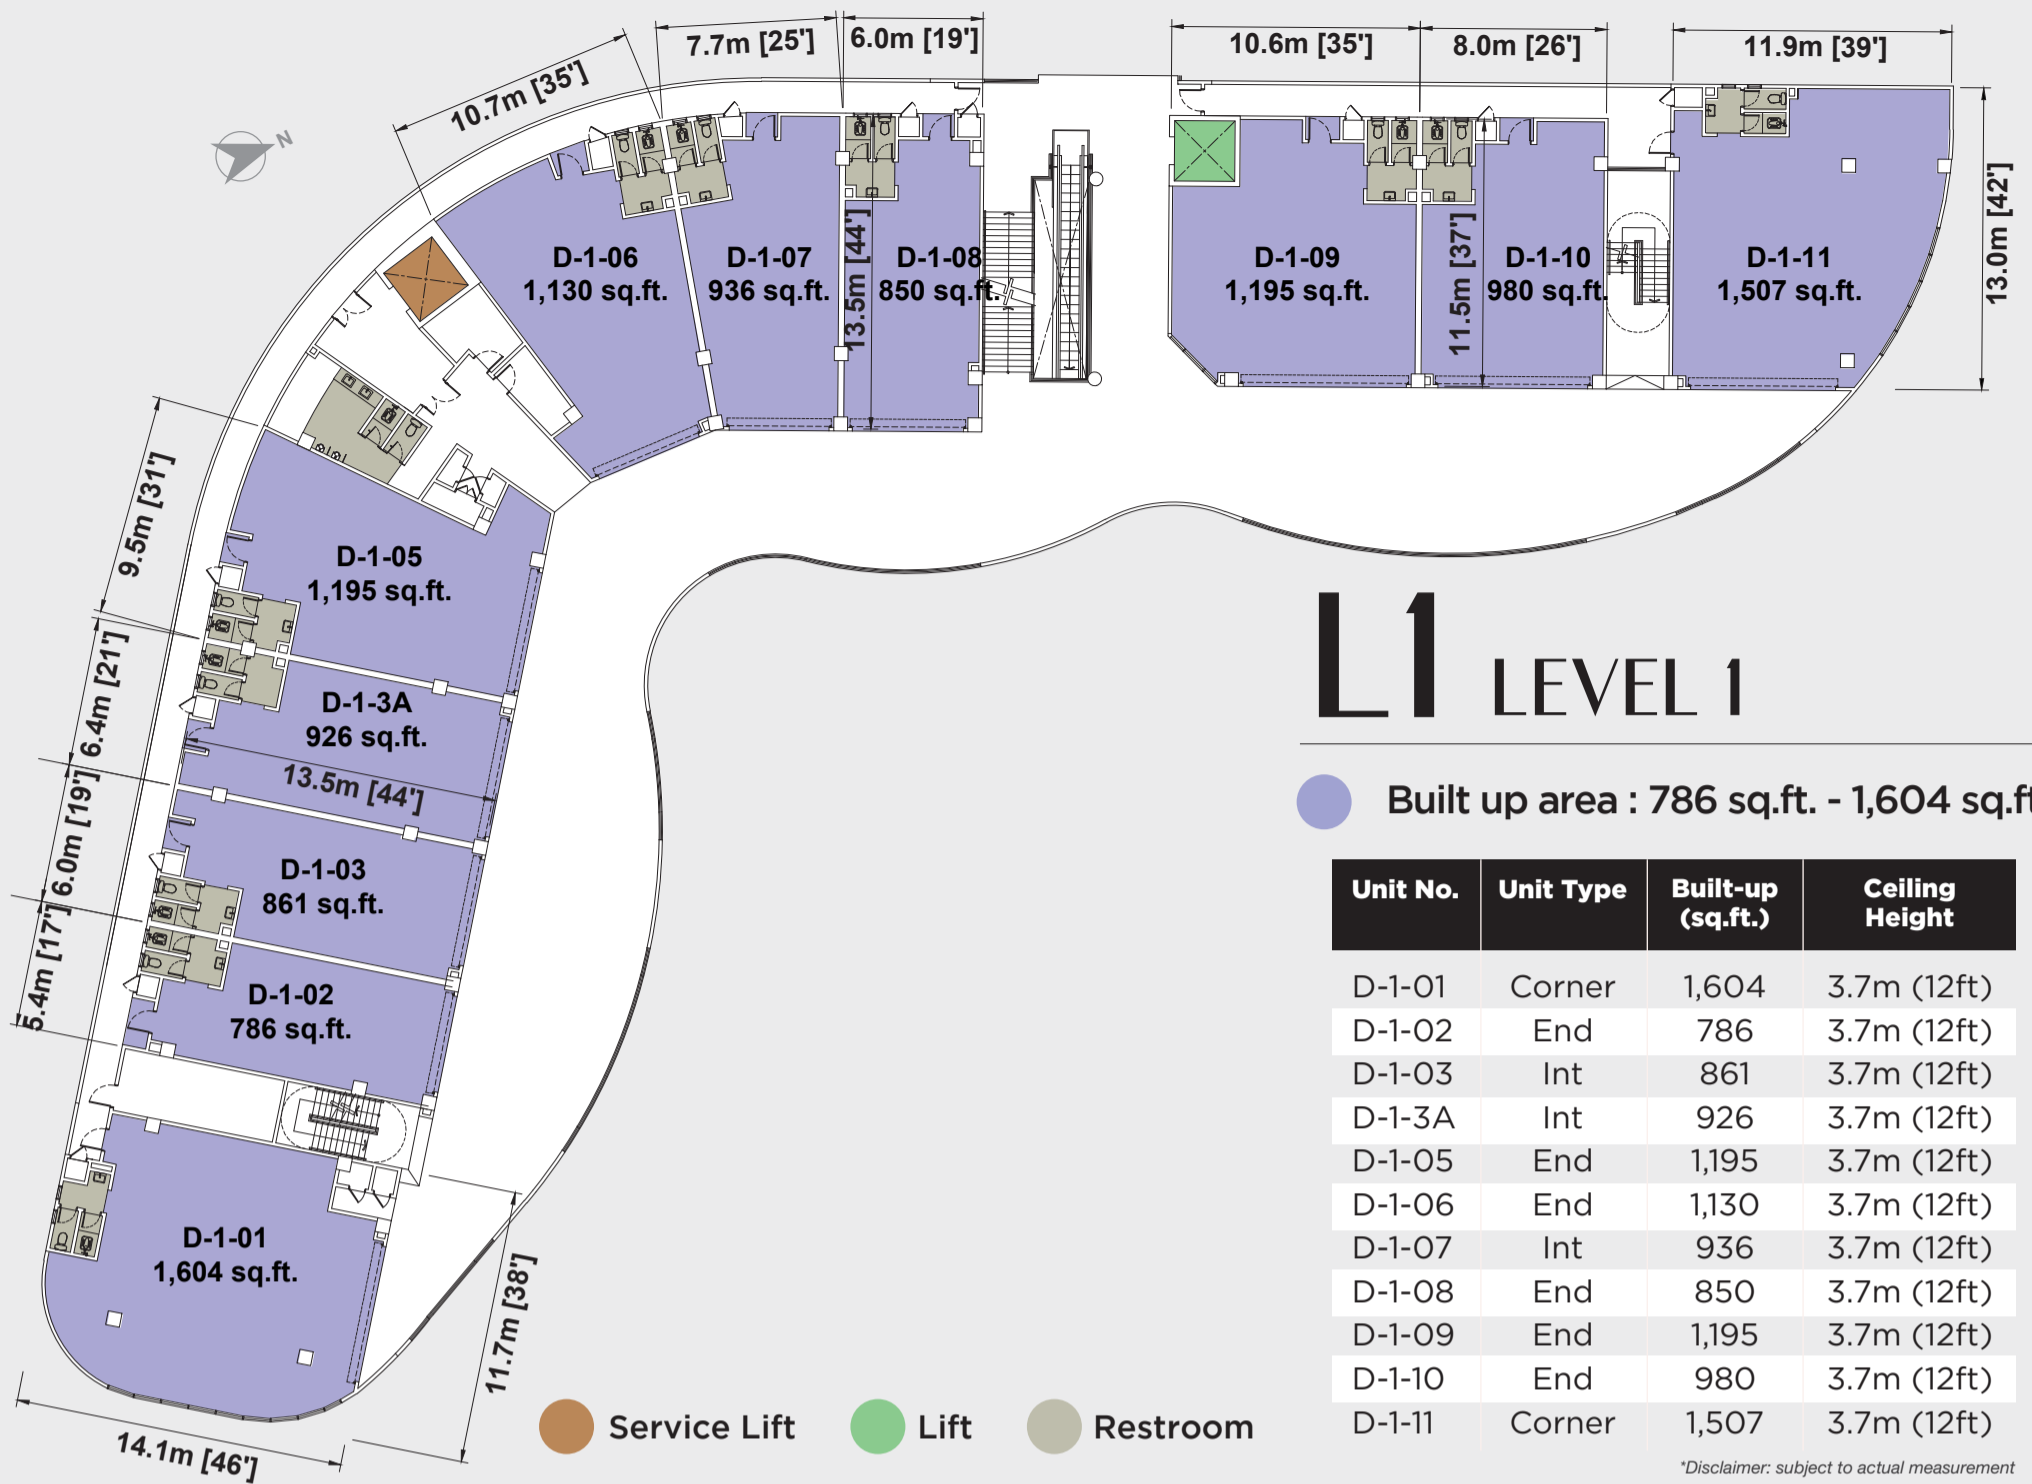 7.7m [25']
6.0m [19']
10.6m [35']
8.0m [26']
11.9m [39']
10.7m [35']
N
D-1-06
1,130 sq.ft.
D-1-07
936 sq.ft.
13.5m [44']
D-1-08
850 sq.ft.
D-1-09
1,195 sq.ft.
11.5m [37']
D-1-10
980 sq.ft.
D-1-11
1,507 sq.ft.
13.0m [42']
9.5m [31']
D-1-05
1,195 sq.ft.
6.4m [21']
D-1-3A
926 sq.ft.
13.5m [44']
6.0m [19']
D-1-03
861 sq.ft.
5.4m [17']
D-1-02
786 sq.ft.
D-1-01
1,604 sq.ft.
11.7m [38']
14.1m [46']
L1 LEVEL 1
Built up area : 786 sq.ft. - 1,604 sq.ft
Unit No. Unit Type Built-up (sq.ft.) Ceiling Height
D-1-01 Corner 1,604 3.7m (12ft)
D-1-02 End 786 3.7m (12ft)
D-1-03 Int 861 3.7m (12ft)
D-1-3A Int 926 3.7m (12ft)
D-1-05 End 1,195 3.7m (12ft)
D-1-06 End 1,130 3.7m (12ft)
D-1-07 Int 936 3.7m (12ft)
D-1-08 End 850 3.7m (12ft)
D-1-09 End 1,195 3.7m (12ft)
D-1-10 End 980 3.7m (12ft)
D-1-11 Corner 1,507 3.7m (12ft)
Service Lift
Lift
Restroom
*Disclaimer: subject to actual measurement